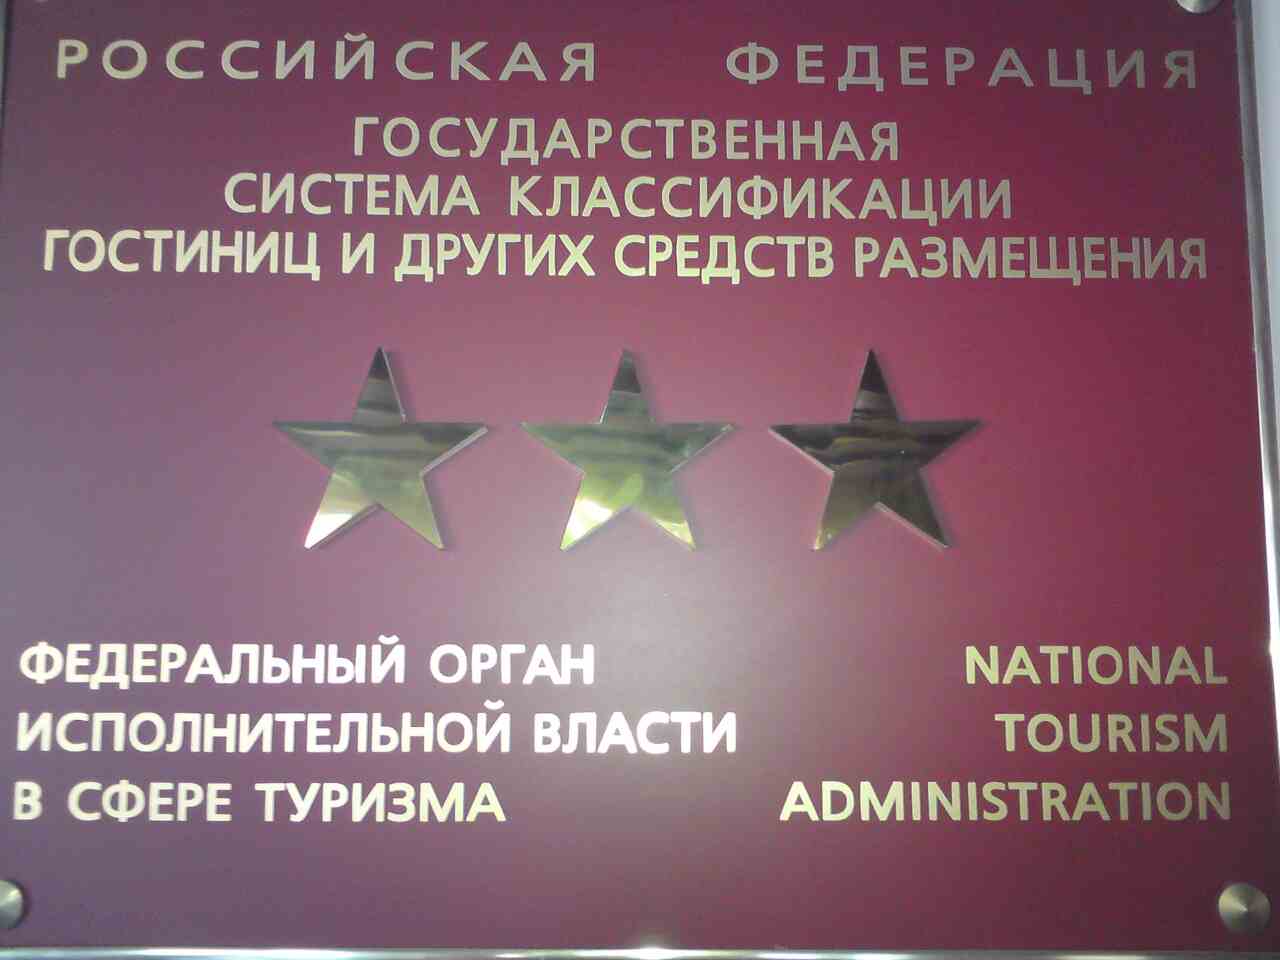 РОССИЙСКАЯ ФЕДЕРАЦИЯ
ГОСУДАРСТВЕННАЯ
СИСТЕМА КЛАССИФИКАЦИИ
ГОСТИНИЦ И ДРУГИХ СРЕДСТВ РАЗМЕЩЕНИЯ
ФЕДЕРАЛЬНЫЙ ОРГАН
ИСПОЛНИТЕЛЬНОЙ ВЛАСТИ
В СФЕРЕ ТУРИЗМА
NATIONAL
TOURISM
ADMINISTRATION